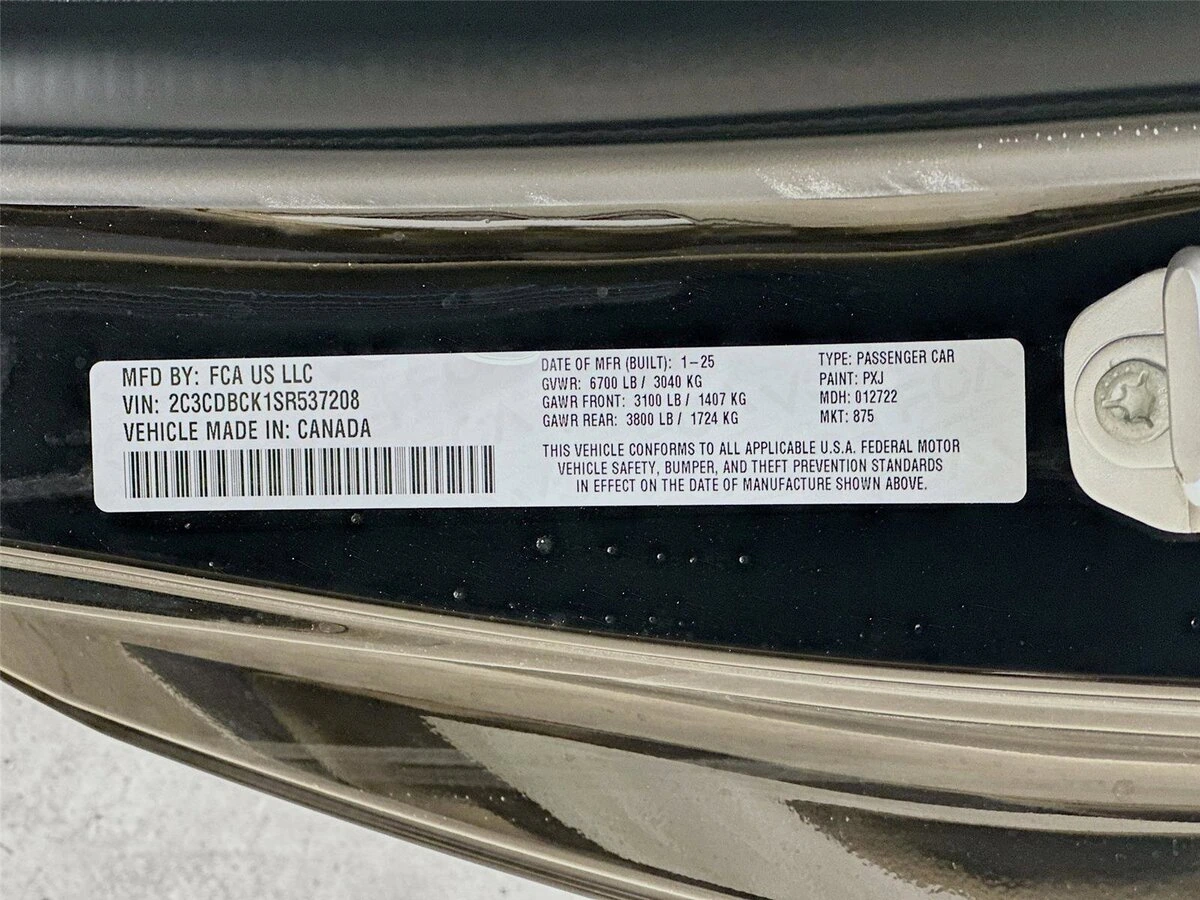 MFD BY: FCA US LLC
VIN: 2C3CDBCK1SR537208
VEHICLE MADE IN: CANADA
DATE OF MFR (BUILT): 1-25
GVWR: 6700 LB / 3040 KG
GAWR FRONT: 3100 LB / 1407 KG
GAWR REAR: 3800 LB / 1724 KG
TYPE: PASSENGER CAR
PAINT: PXJ
MDH: 012722
MKT: 875
THIS VEHICLE CONFORMS TO ALL APPLICABLE U.S.A. FEDERAL MOTOR
VEHICLE SAFETY, BUMPER, AND THEFT PREVENTION STANDARDS
IN EFFECT ON THE DATE OF MANUFACTURE SHOWN ABOVE.